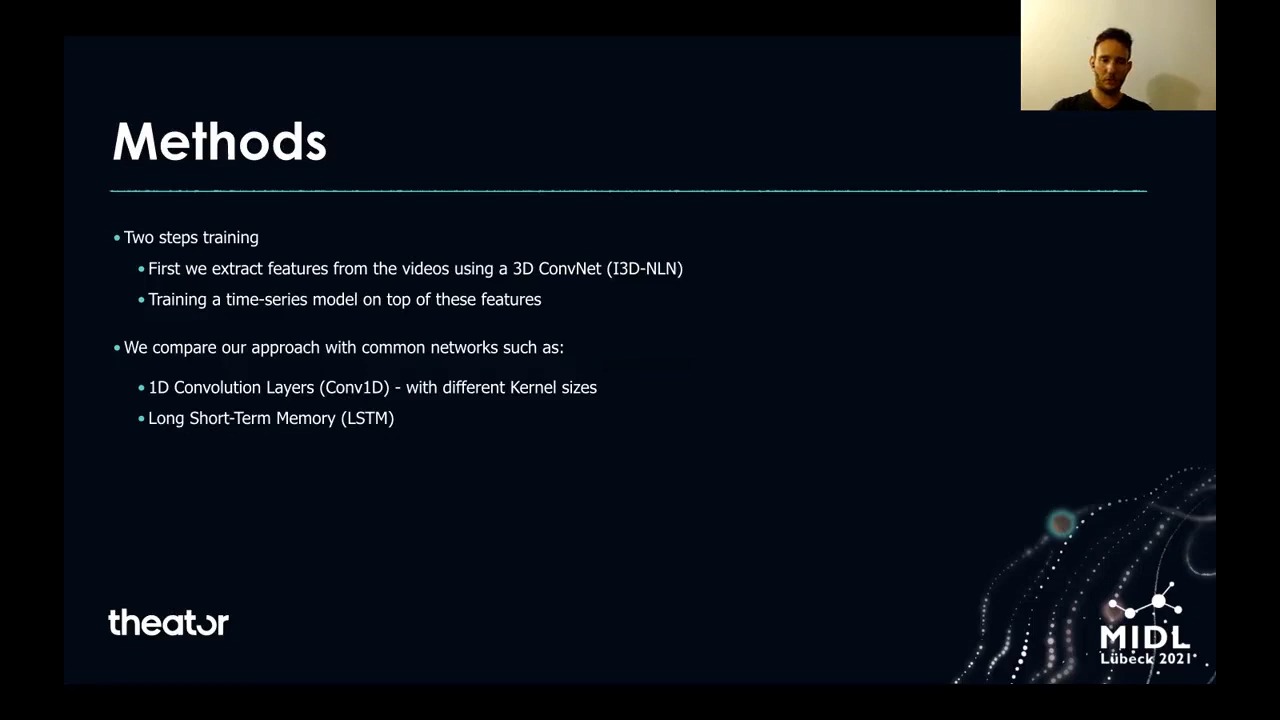 Methods
• Two steps training
• First we extract features from the videos using a 3D ConvNet (I3D-NLN)
• Training a time-series model on top of these features
• We compare our approach with common networks such as:
• 1D Convolution Layers (Conv1D) - with different Kernel sizes
• Long Short-Term Memory (LSTM)
theator
MIDL
Lübeck 2021